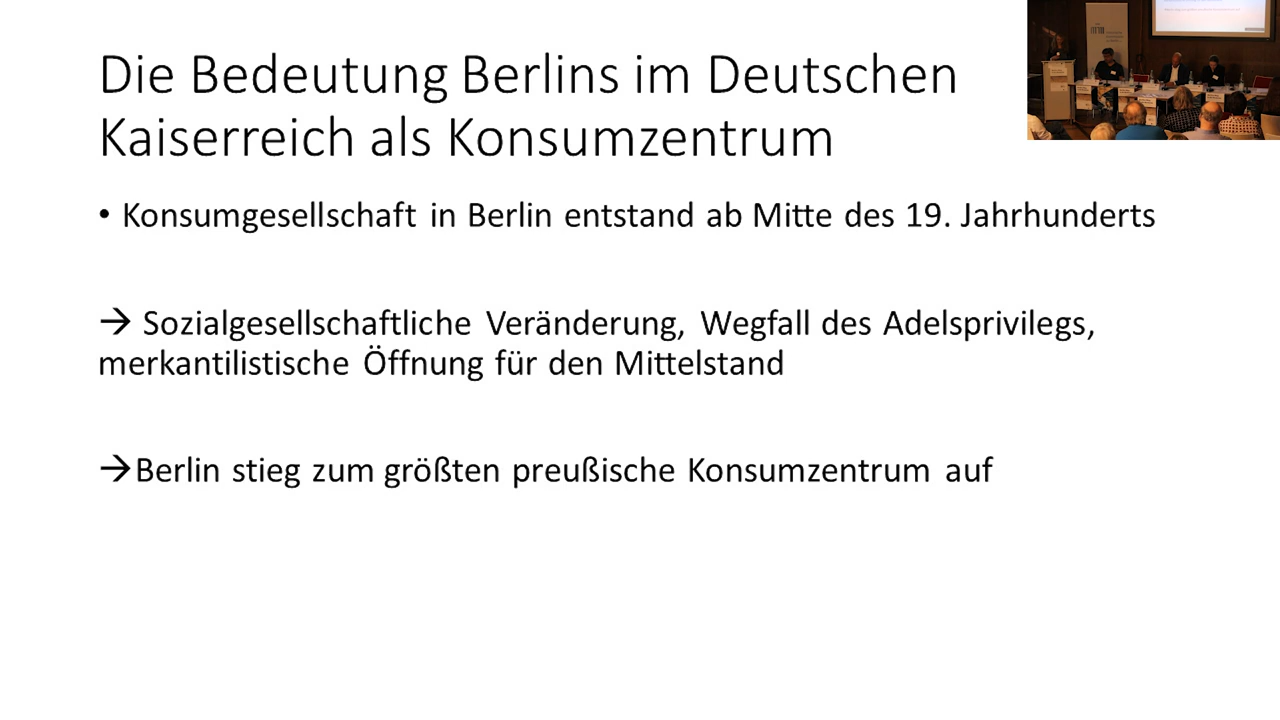 Die Bedeutung Berlins im Deutschen
Kaiserreich als Konsumzentrum
• Konsumgesellschaft in Berlin entstand ab Mitte des 19. Jahrhunderts
→ Sozialgesellschaftliche Veränderung, Wegfall des Adelsprivilegs,
merkantilistische Öffnung für den Mittelstand
→Berlin stieg zum größten preußische Konsumzentrum auf